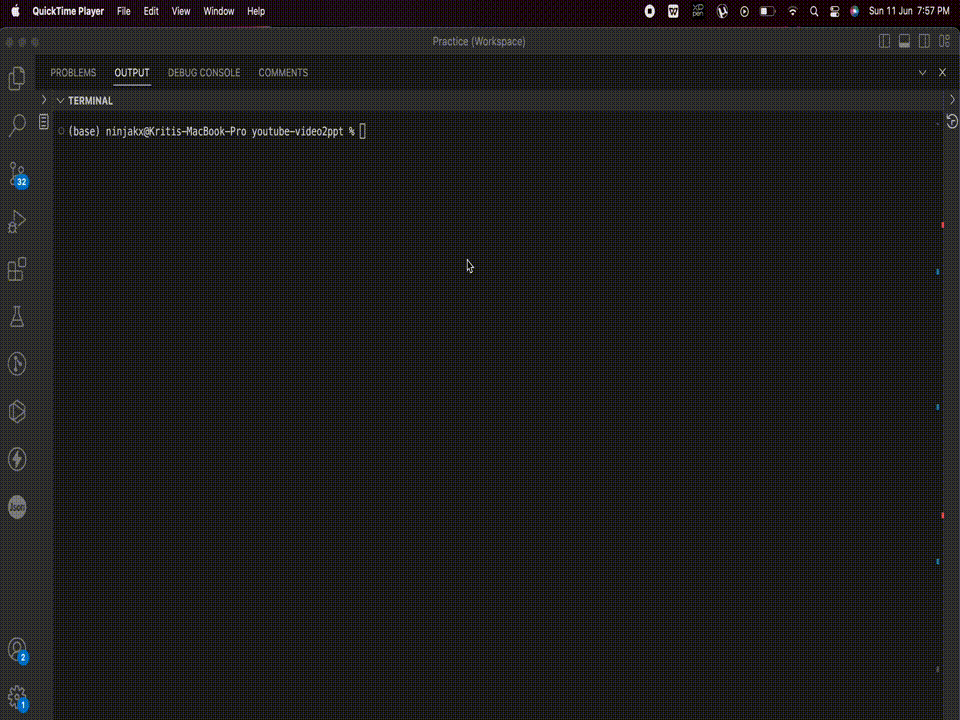 QuickTime Player File Edit View Window Help Sun 11 Jun 7:57 PM
Practice (Workspace)
PROBLEMS OUTPUT DEBUG CONSOLE COMMENTS
TERMINAL
(base) ninjakx@Kritis-MacBook-Pro youtube-video2ppt %
32
Json
2
1